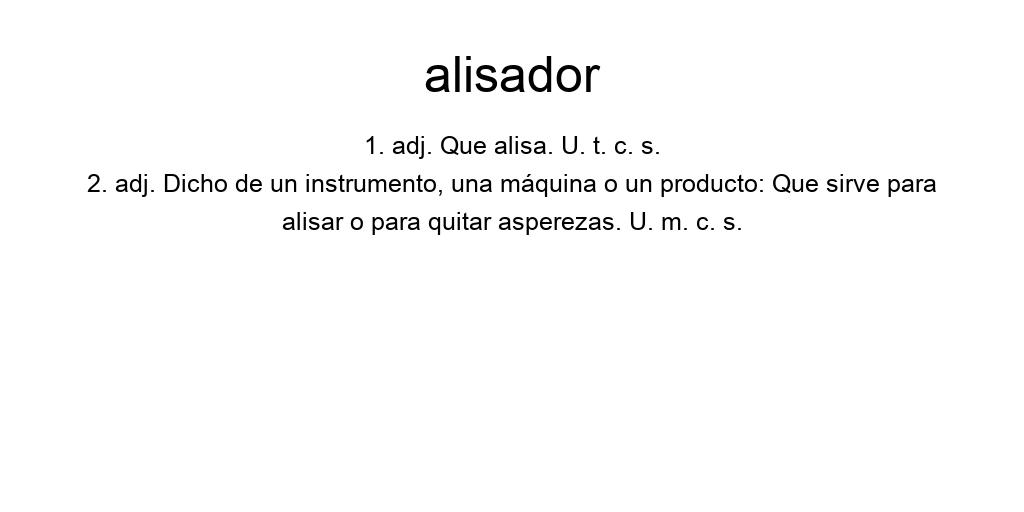 alisador
1. adj. Que alisa. U. t. c. s.
2. adj. Dicho de un instrumento, una máquina o un producto: Que sirve para
alisar o para quitar asperezas. U. m. c. s.